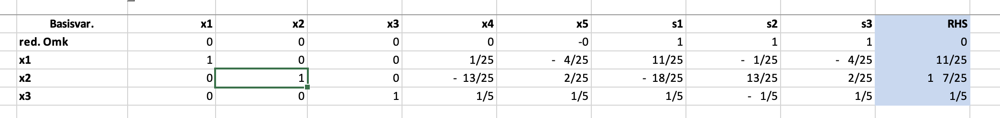 Basisvar. x1 x2 x3 x4 x5 s1 s2 s3 RHS
red. Omk 0 0 0 0 -0 1 1 1 0
x1 1 0 0 1/25 - 4/25 11/25 - 1/25 - 4/25 11/25
x2 0 1 0 - 13/25 2/25 - 18/25 13/25 2/25 1 7/25
x3 0 0 1 1/5 1/5 1/5 - 1/5 1/5 1/5